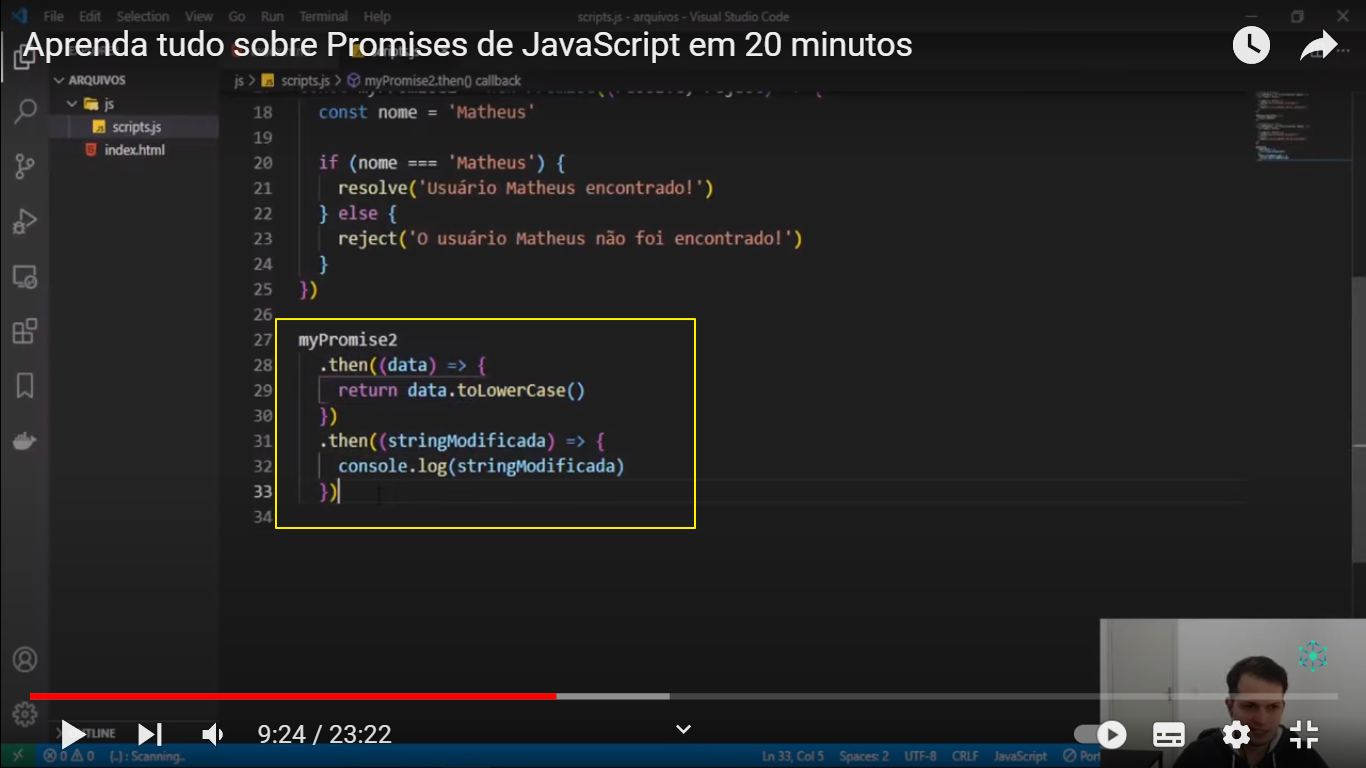 File Edit Selection View Go Run Terminal Help
scripts.js - arquivos - Visual Studio Code
Aprenda tudo sobre Promises de JavaScript em 20 minutos
ARQUIVOS
js
scripts.js
index.html
js > scripts.js > myPromise2.then() callback
18 const nome = 'Matheus'
19
20 if (nome === 'Matheus') {
21 resolve('Usuário Matheus encontrado!')
22 } else {
23 reject('O usuário Matheus não foi encontrado!')
24 }
25 })
26
27 myPromise2
28 .then((data) => {
29 return data.toLowerCase()
30 })
31 .then((stringModificada) => {
32 console.log(stringModificada)
33 })
34
9:24 / 23:22
0 0 {..} : Scanning..
Ln 33, Col 5 Spaces: 2 UTF-8 CRLF JavaScript